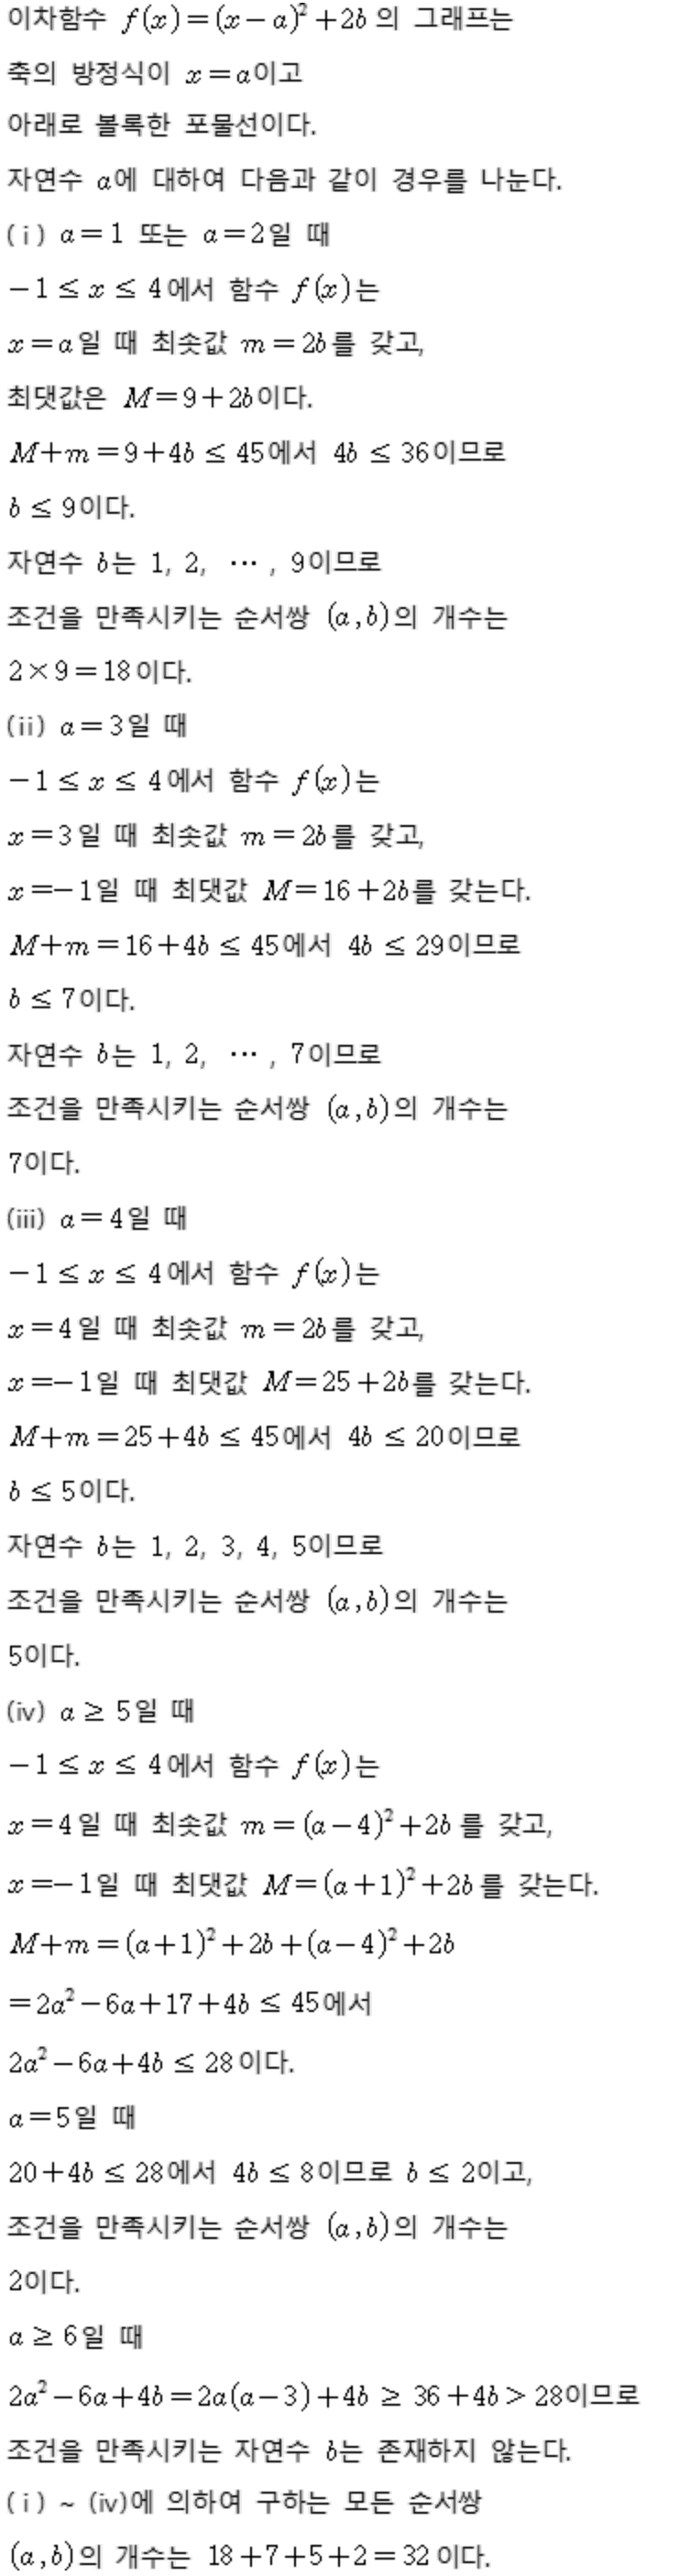 이차함수 f(x)=(x-a)²+2b 의 그래프는
축의 방정식이 x=a이고
아래로 볼록한 포물선이다.
자연수 a에 대하여 다음과 같이 경우를 나눈다.
(i) a=1 또는 a=2일 때
-1≤x≤4에서 함수 f(x)는
x=a일 때 최솟값 m=2b를 갖고,
최댓값은 M=9+2b이다.
M+m=9+4b≤45에서 4b≤36이므로
b≤9이다.
자연수 b는 1, 2, ⋯, 9이므로
조건을 만족시키는 순서쌍 (a,b)의 개수는
2×9=18이다.
(ii) a=3일 때
-1≤x≤4에서 함수 f(x)는
x=3일 때 최솟값 m=2b를 갖고,
x=-1일 때 최댓값 M=16+2b를 갖는다.
M+m=16+4b≤45에서 4b≤29이므로
b≤7이다.
자연수 b는 1, 2, ⋯, 7이므로
조건을 만족시키는 순서쌍 (a,b)의 개수는
7이다.
(iii) a=4일 때
-1≤x≤4에서 함수 f(x)는
x=4일 때 최솟값 m=2b를 갖고,
x=-1일 때 최댓값 M=25+2b를 갖는다.
M+m=25+4b≤45에서 4b≤20이므로
b≤5이다.
자연수 b는 1, 2, 3, 4, 5이므로
조건을 만족시키는 순서쌍 (a,b)의 개수는
5이다.
(iv) a≥5일 때
-1≤x≤4에서 함수 f(x)는
x=4일 때 최솟값 m=(a-4)²+2b 를 갖고,
x=-1일 때 최댓값 M=(a+1)²+2b 를 갖는다.
M+m=(a+1)²+2b+(a-4)²+2b
=2a²-6a+17+4b≤45에서
2a²-6a+4b≤28이다.
a=5일 때
20+4b≤28에서 4b≤8이므로 b≤2이고,
조건을 만족시키는 순서쌍 (a,b)의 개수는
2이다.
a≥6일 때
2a²-6a+4b=2a(a-3)+4b≥36+4b>28이므로
조건을 만족시키는 자연수 b는 존재하지 않는다.
(i) ~ (iv)에 의하여 구하는 모든 순서쌍
(a,b)의 개수는 18+7+5+2=32이다.